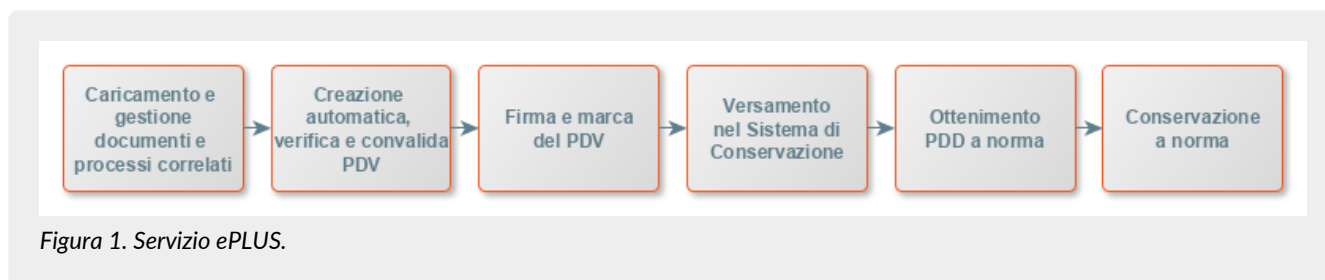 Caricamento e
gestione
documenti e
processi correlati
Creazione
automatica,
verifica e convalida
PDV
Firma e marca
del PDV
Versamento
nel Sistema di
Conservazione
Ottenimento
PDD a norma
Conservazione
a norma
Figura 1. Servizio ePLUS.